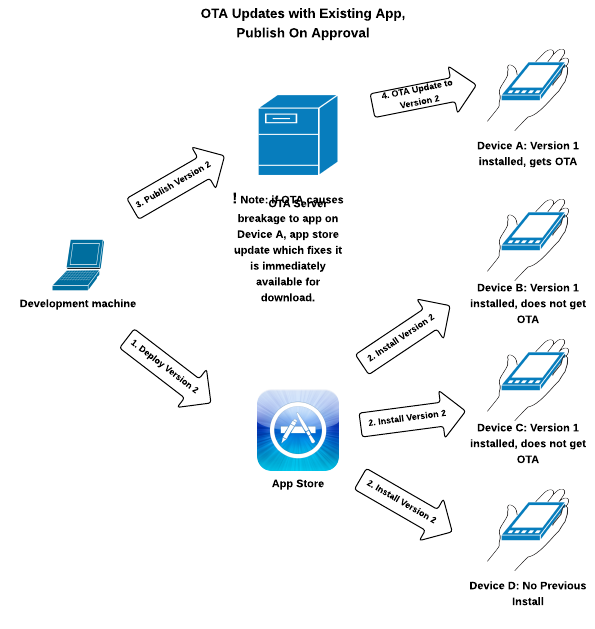 OTA Updates with Existing App,
Publish On Approval
4. OTA Update to
Version 2
Device A: Version 1
installed, gets OTA
3. Publish Version 2
OTA Server
! Note: if OTA causes
breakage to app on
Device A, app store
update which fixes it
is immediately
available for
download.
Development machine
Device B: Version 1
installed, does not get
OTA
1. Deploy Version 2
2. Install Version 2
2. Install Version 2
Device C: Version 1
installed, does not get
OTA
App Store
2. Install Version 2
Device D: No Previous
Install